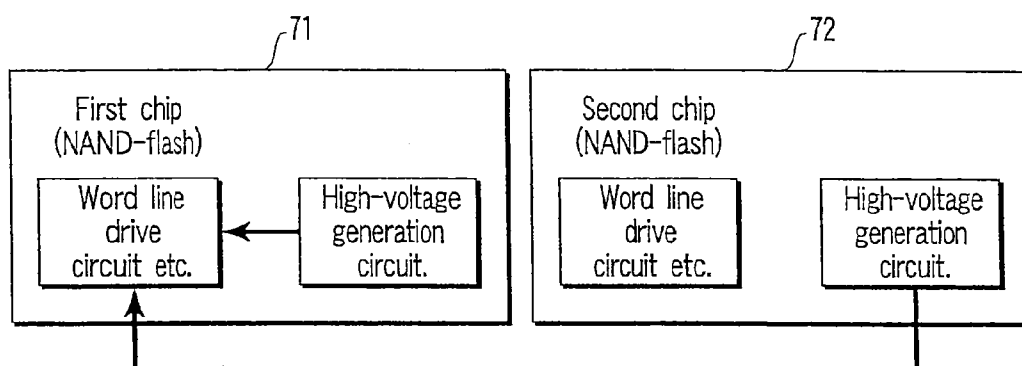 71
First chip
(NAND-flash)
Word line
drive
circuit etc.
High-voltage
generation
circuit.
72
Second chip
(NAND-flash)
Word line
drive
circuit etc.
High-voltage
generation
circuit.